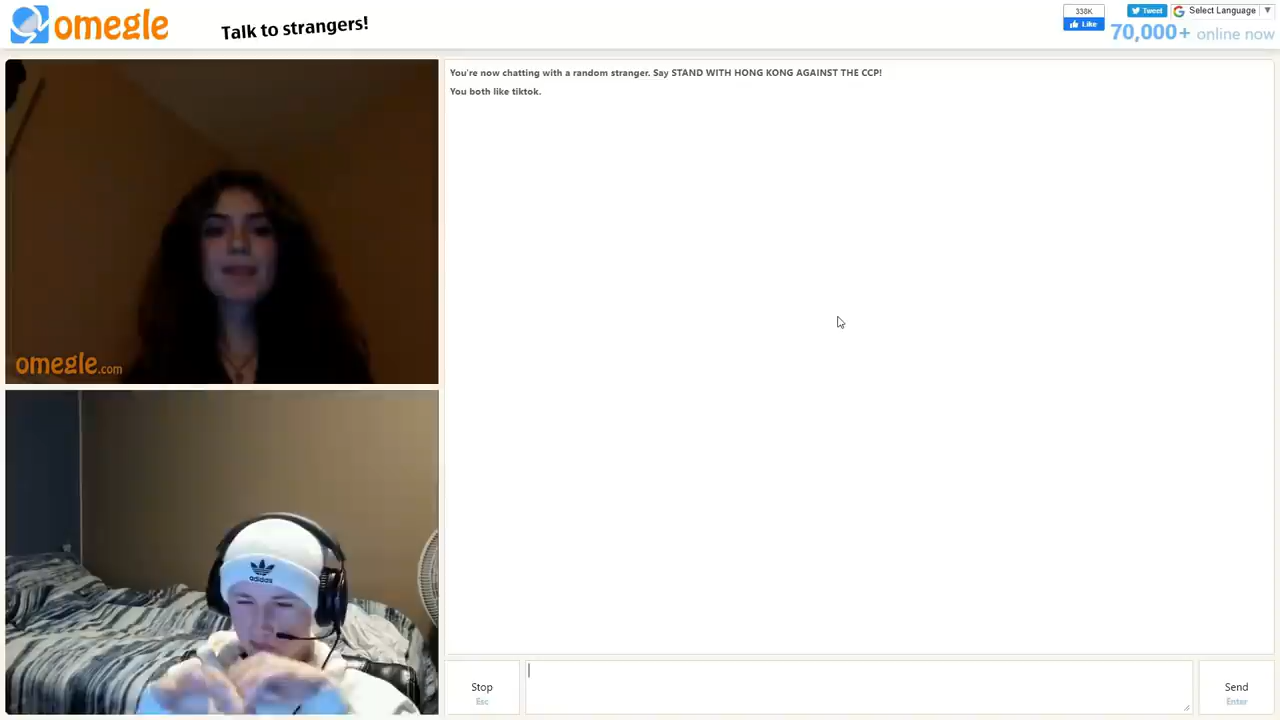 omegle
Talk to strangers!
338K
Like
Tweet
Select Language ▼
70,000+ online now
You're now chatting with a random stranger. Say STAND WITH HONG KONG AGAINST THE CCP!
You both like tiktok.
omegle.com
adidas
Stop
Esc
Send
Enter